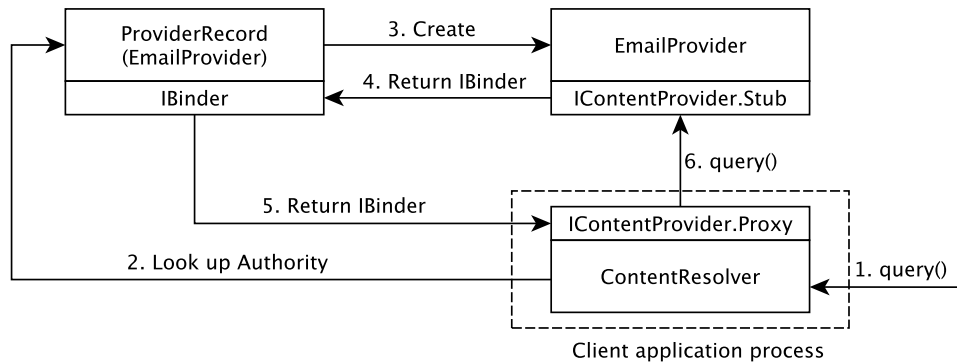 ProviderRecord
(EmailProvider)
IBinder
3. Create
4. Return IBinder
EmailProvider
IContentProvider.Stub
6. query()
5. Return IBinder
IContentProvider.Proxy
2. Look up Authority
ContentResolver
1. query()
Client application process